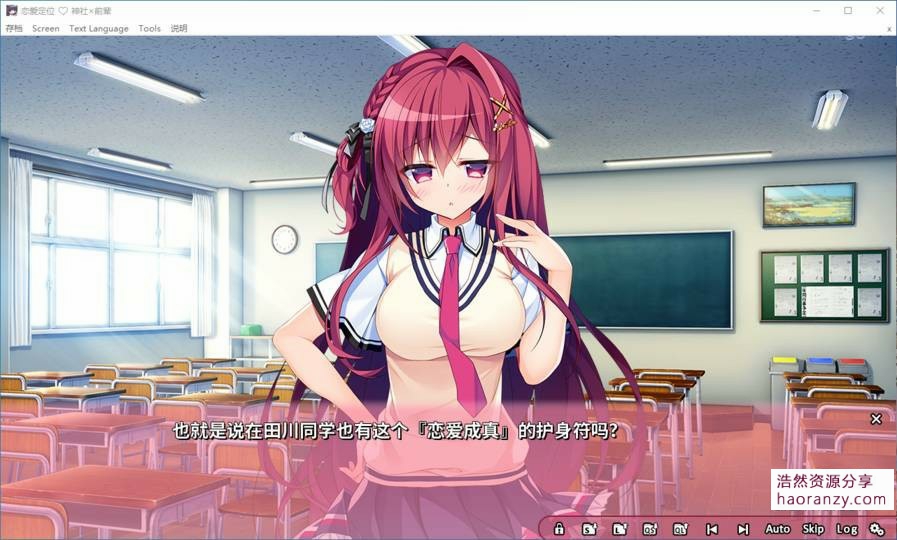 恋爱定位♡神社×前辈
存档 Screen Text Language Tools 说明 x
也就是说在田川同学也有这个『恋爱成真』的护身符吗？
浩然资源分享
haoranzy.com
Auto Skip Log